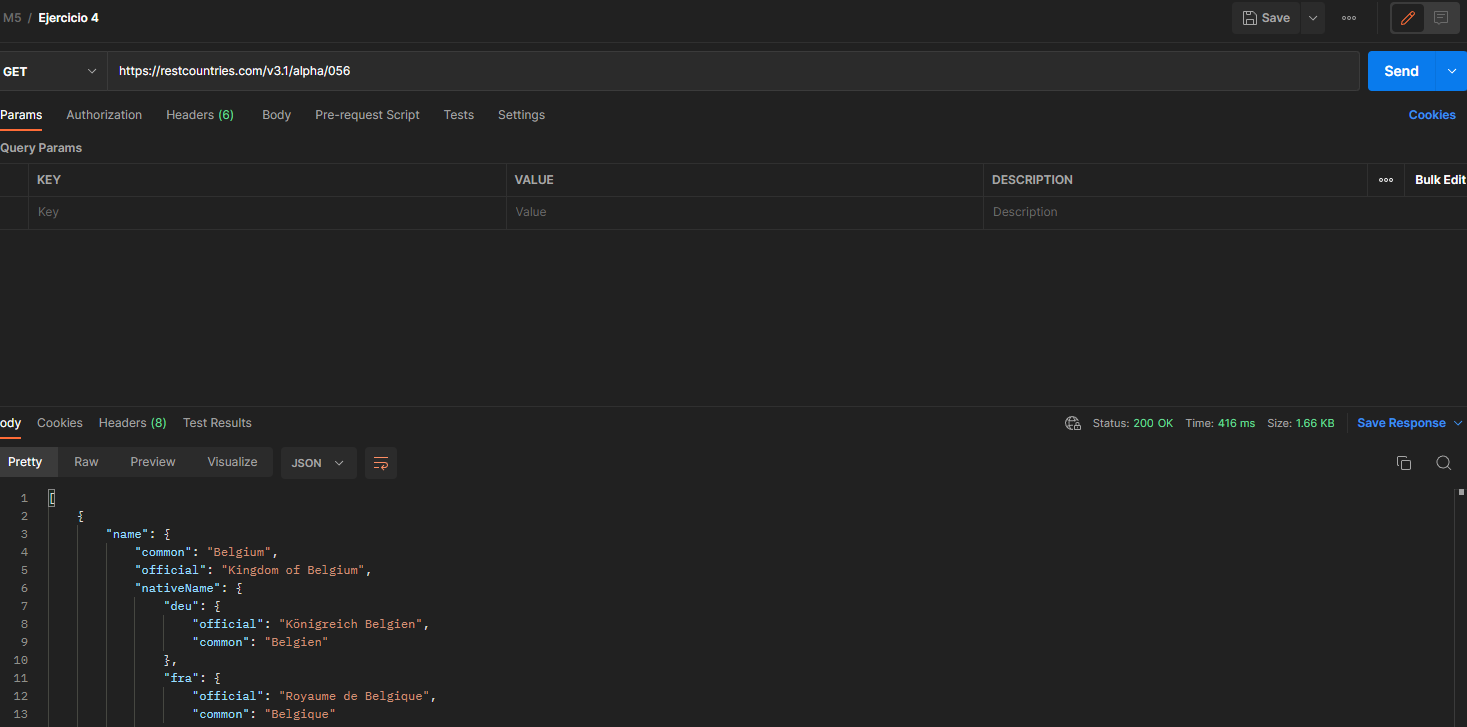 M5 / Ejercicio 4 Save
GET https://restcountries.com/v3.1/alpha/056 Send
Params Authorization Headers (6) Body Pre-request Script Tests Settings Cookies
Query Params
KEY VALUE DESCRIPTION Bulk Edit
Key Value Description
ody Cookies Headers (8) Test Results Status: 200 OK Time: 416 ms Size: 1.66 KB Save Response
Pretty Raw Preview Visualize JSON
1 [
2 {
3 "name": {
4 "common": "Belgium",
5 "official": "Kingdom of Belgium",
6 "nativeName": {
7 "deu": {
8 "official": "Königreich Belgien",
9 "common": "Belgien"
10 },
11 "fra": {
12 "official": "Royaume de Belgique",
13 "common": "Belgique"